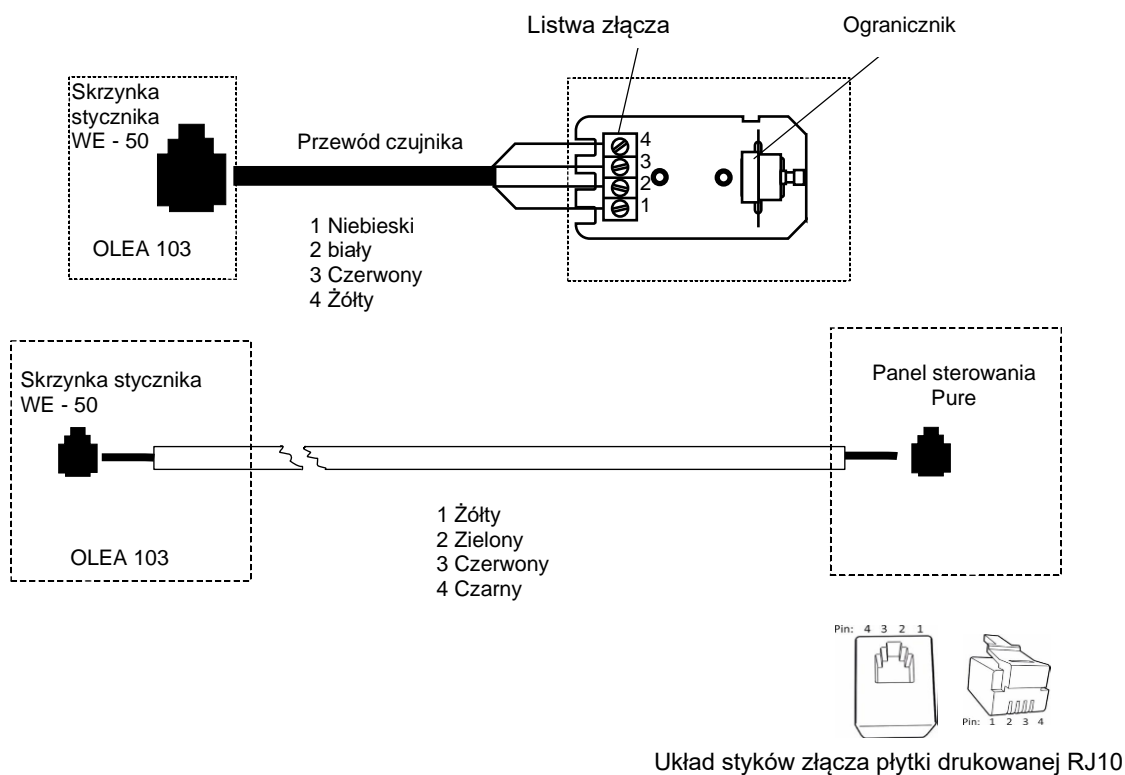 Listwa złącza
Ogranicznik
Skrzynka
stycznika
WE - 50
Przewód czujnika
4
3
2
1
OLEA 103
1 Niebieski
2 biały
3 Czerwony
4 Żółty
Skrzynka stycznika
WE - 50
Panel sterowania
Pure
OLEA 103
1 Żółty
2 Zielony
3 Czerwony
4 Czarny
Pin: 4 3 2 1
Pin: 1 2 3 4
Układ styków złącza płytki drukowanej RJ10